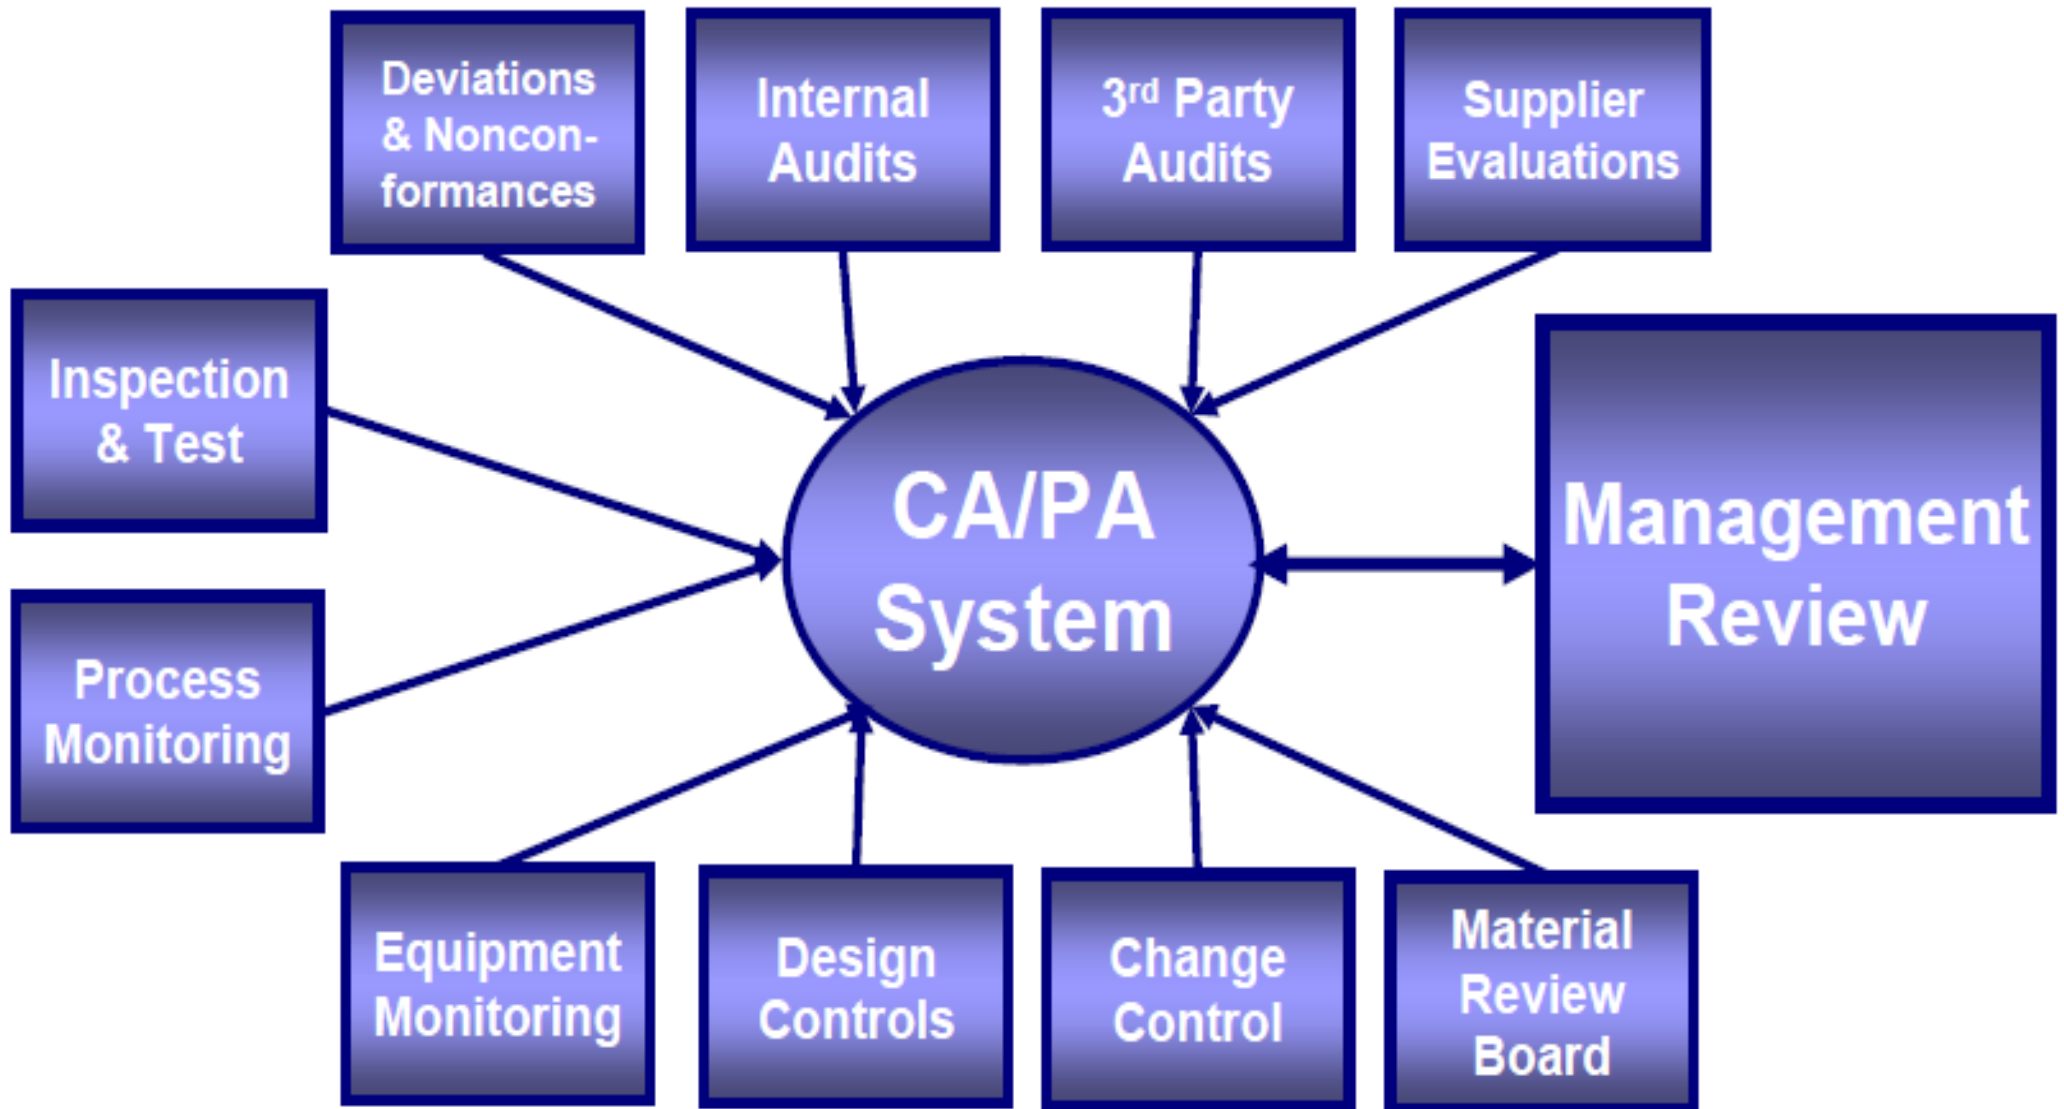 Deviations
& Noncon-
formances
Internal
Audits
3rd Party
Audits
Supplier
Evaluations
Inspection
& Test
CA/PA
System
Management
Review
Process
Monitoring
Equipment
Monitoring
Design
Controls
Change
Control
Material
Review
Board